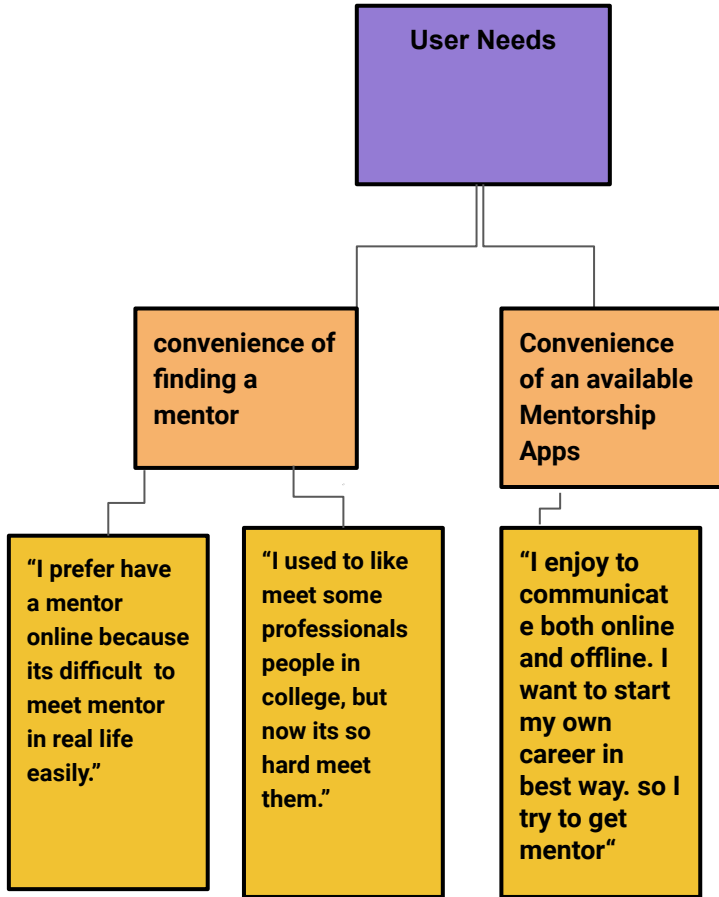 User Needs
convenience of
finding a
mentor
Convenience
of an available
Mentorship
Apps
“I prefer have
a mentor
online because
its difficult  to
meet mentor
in real life
easily.”
“I used to like
meet some
professionals
people in
college, but
now its so
hard meet
them.”
“I enjoy to
communicat
e both online
and offline. I
want to start
my own
career in
best way. so I
try to get
mentor“